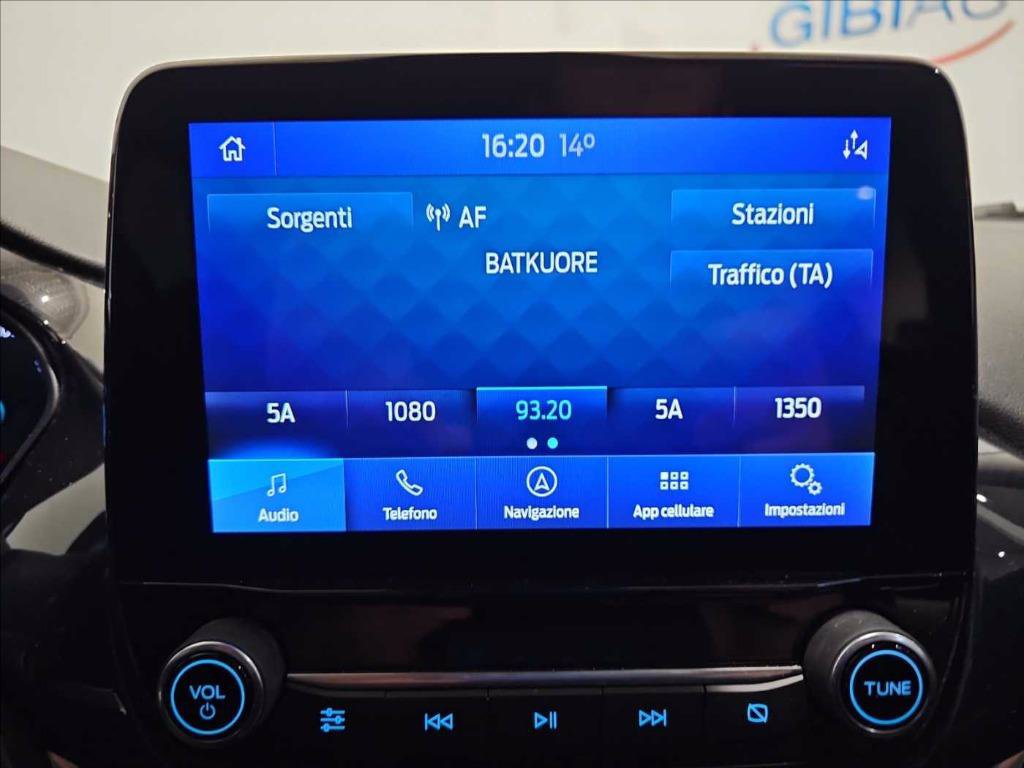 16:20 14º
Sorgenti
AF
Stazioni
BATKUORE
Traffico (TA)
5A 1080 93.20 5A 1350
Audio Telefono Navigazione App cellulare Impostazioni
VOL
TUNE